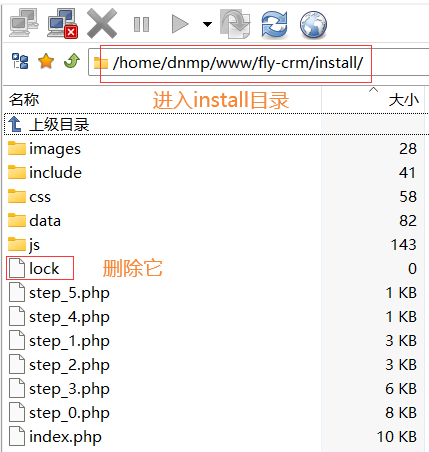 /home/dnmp/www/fly-crm/install/
名称 进入install目录 大小
上级目录
images 28
include 41
css 58
data 82
js 143
lock 删除它 0
step_5.php 1 KB
step_4.php 1 KB
step_1.php 3 KB
step_2.php 3 KB
step_3.php 6 KB
step_0.php 8 KB
index.php 10 KB